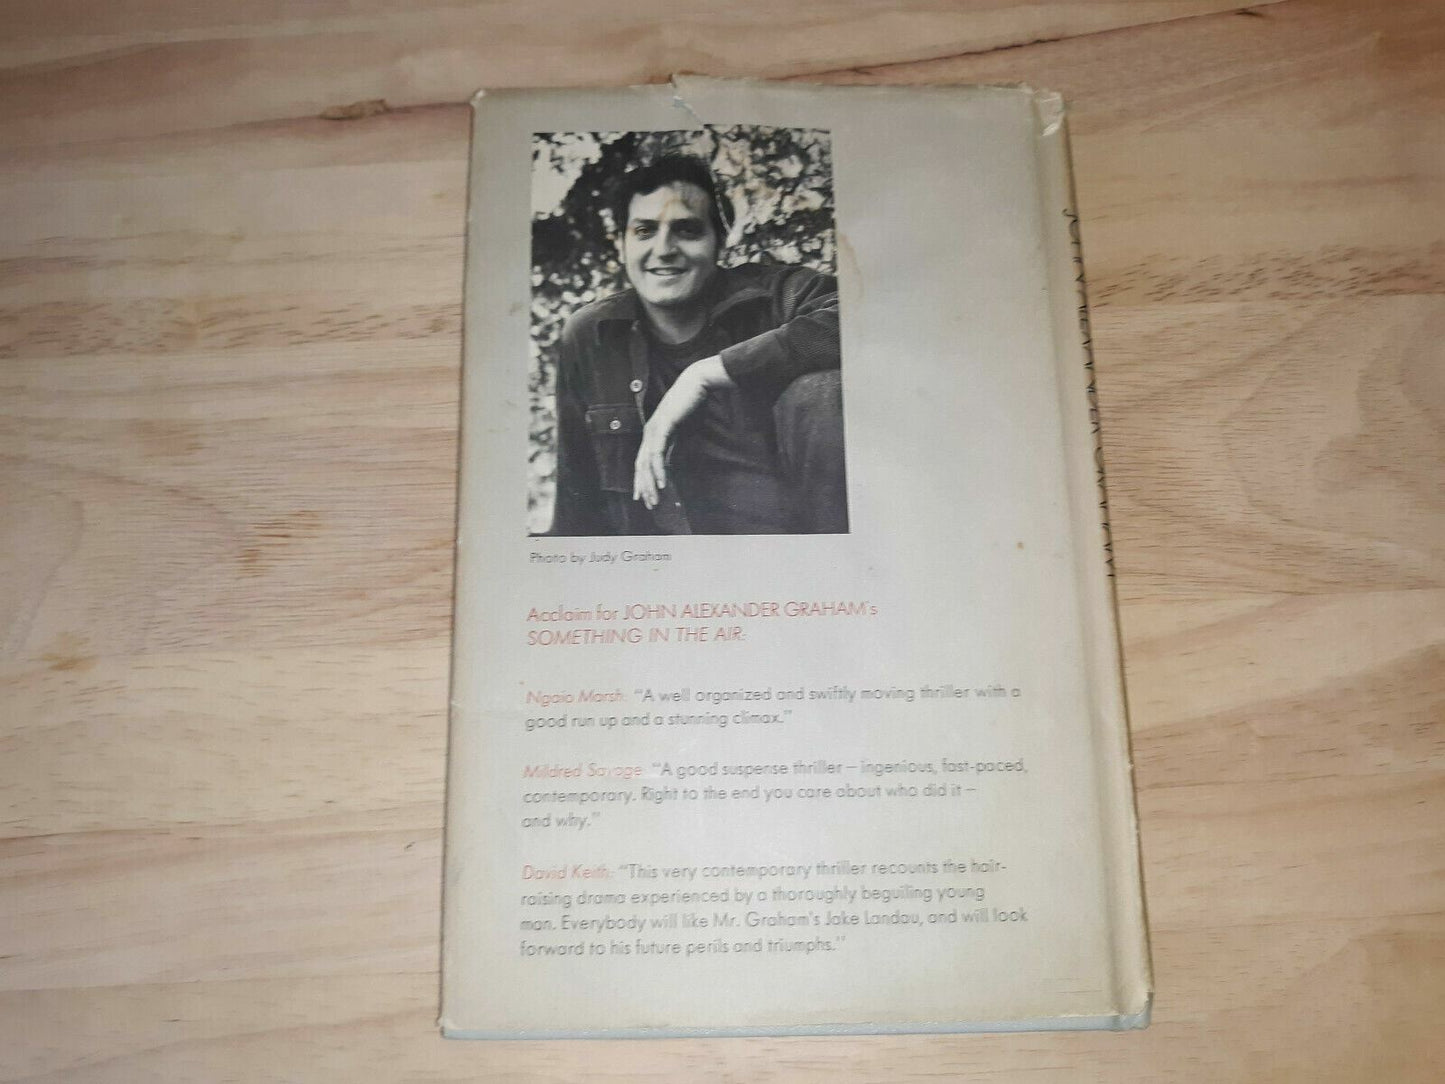 Photo by Judy Graham
Acclaim for JOHN ALEXANDER GRAHAM's
SOMETHING IN THE AIR:
Ngaio Marsh: "A well organized and swiftly moving thriller with a
good run up and a stunning climax."
Mildred Savage: "A good suspense thriller – ingenious, fast-paced,
contemporary. Right to the end you care about who did it –
and why."
David Keith: "This very contemporary thriller recounts the hair-
raising drama experienced by a thoroughly beguiling young
man. Everybody will like Mr. Graham's Jake Landau, and will look
forward to his future perils and triumphs."
JOHN ALEXANDER GRAHAM